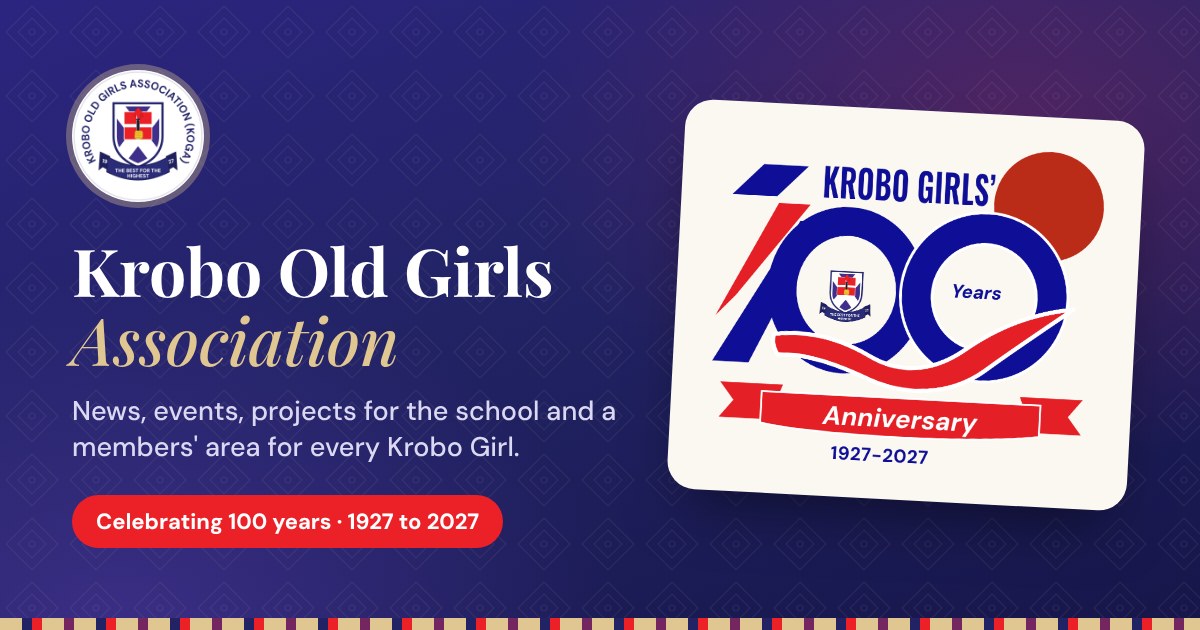 KROBO OLD GIRLS ASSOCIATION (KOGA)
19 27
THE BEST FOR THE
HIGHEST
Krobo Old Girls
Association
News, events, projects for the school and a
members' area for every Krobo Girl.
Celebrating 100 years · 1927 to 2027
KROBO GIRLS’
100
Years
Anniversary
1927-2027